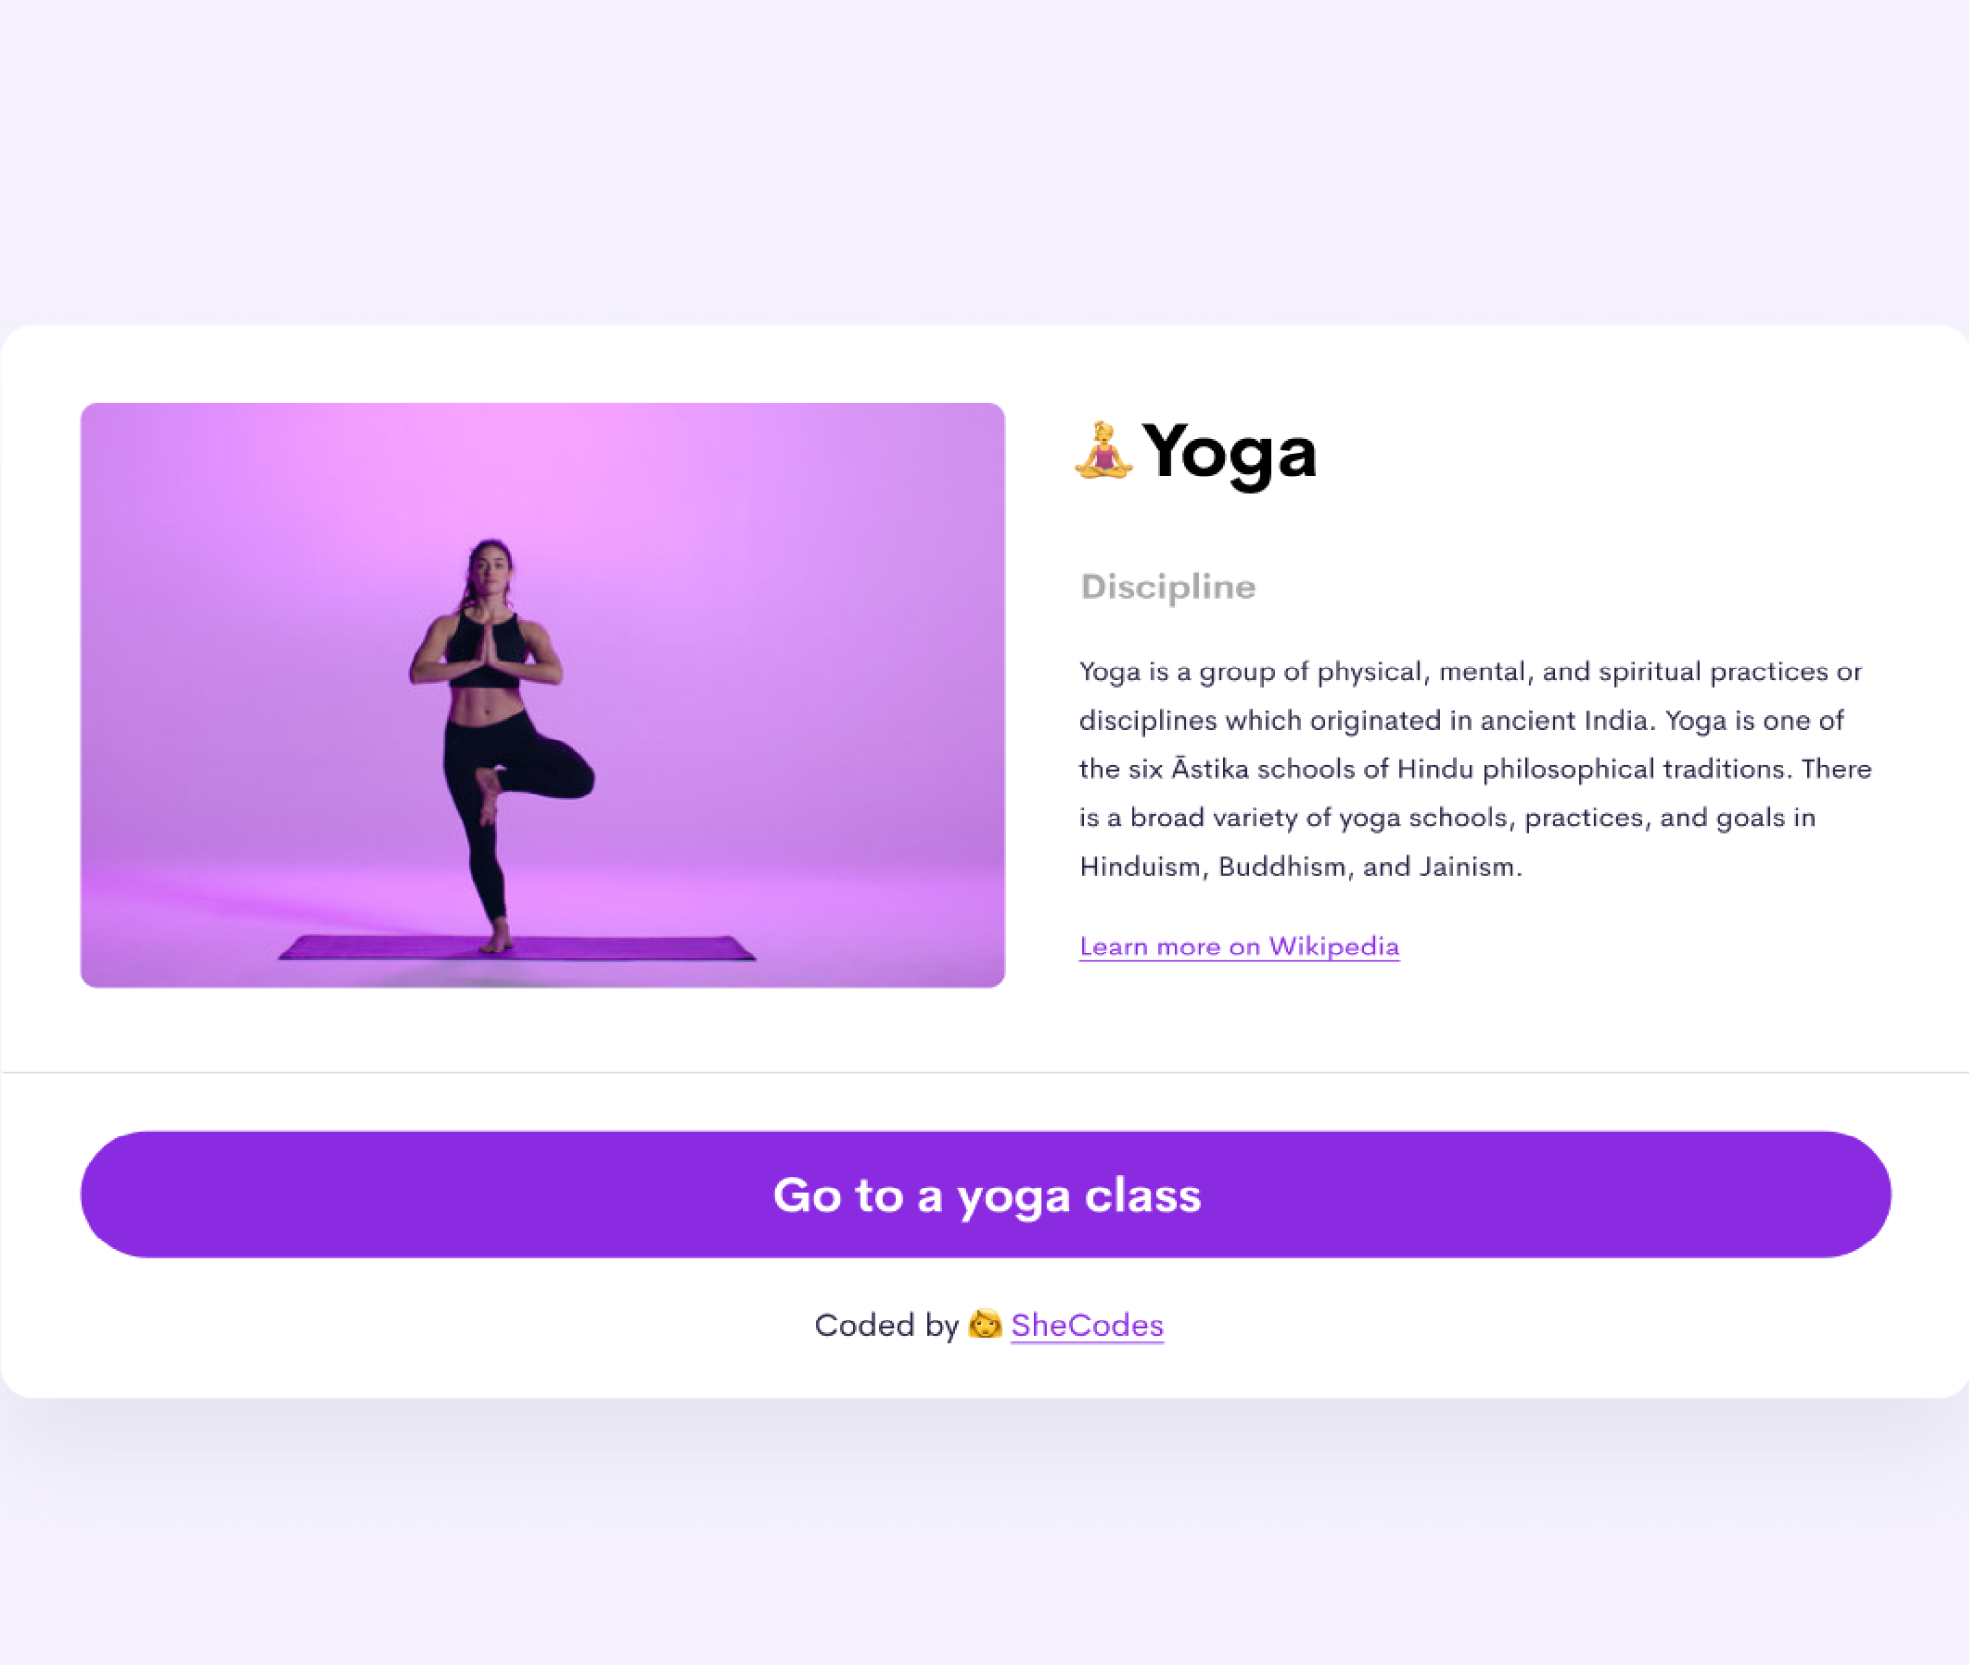 Yoga
Discipline
Yoga is a group of physical, mental, and spiritual practices or
disciplines which originated in ancient India. Yoga is one of
the six Āstika schools of Hindu philosophical traditions. There
is a broad variety of yoga schools, practices, and goals in
Hinduism, Buddhism, and Jainism.
Learn more on Wikipedia
Go to a yoga class
Coded by 👩 SheCodes